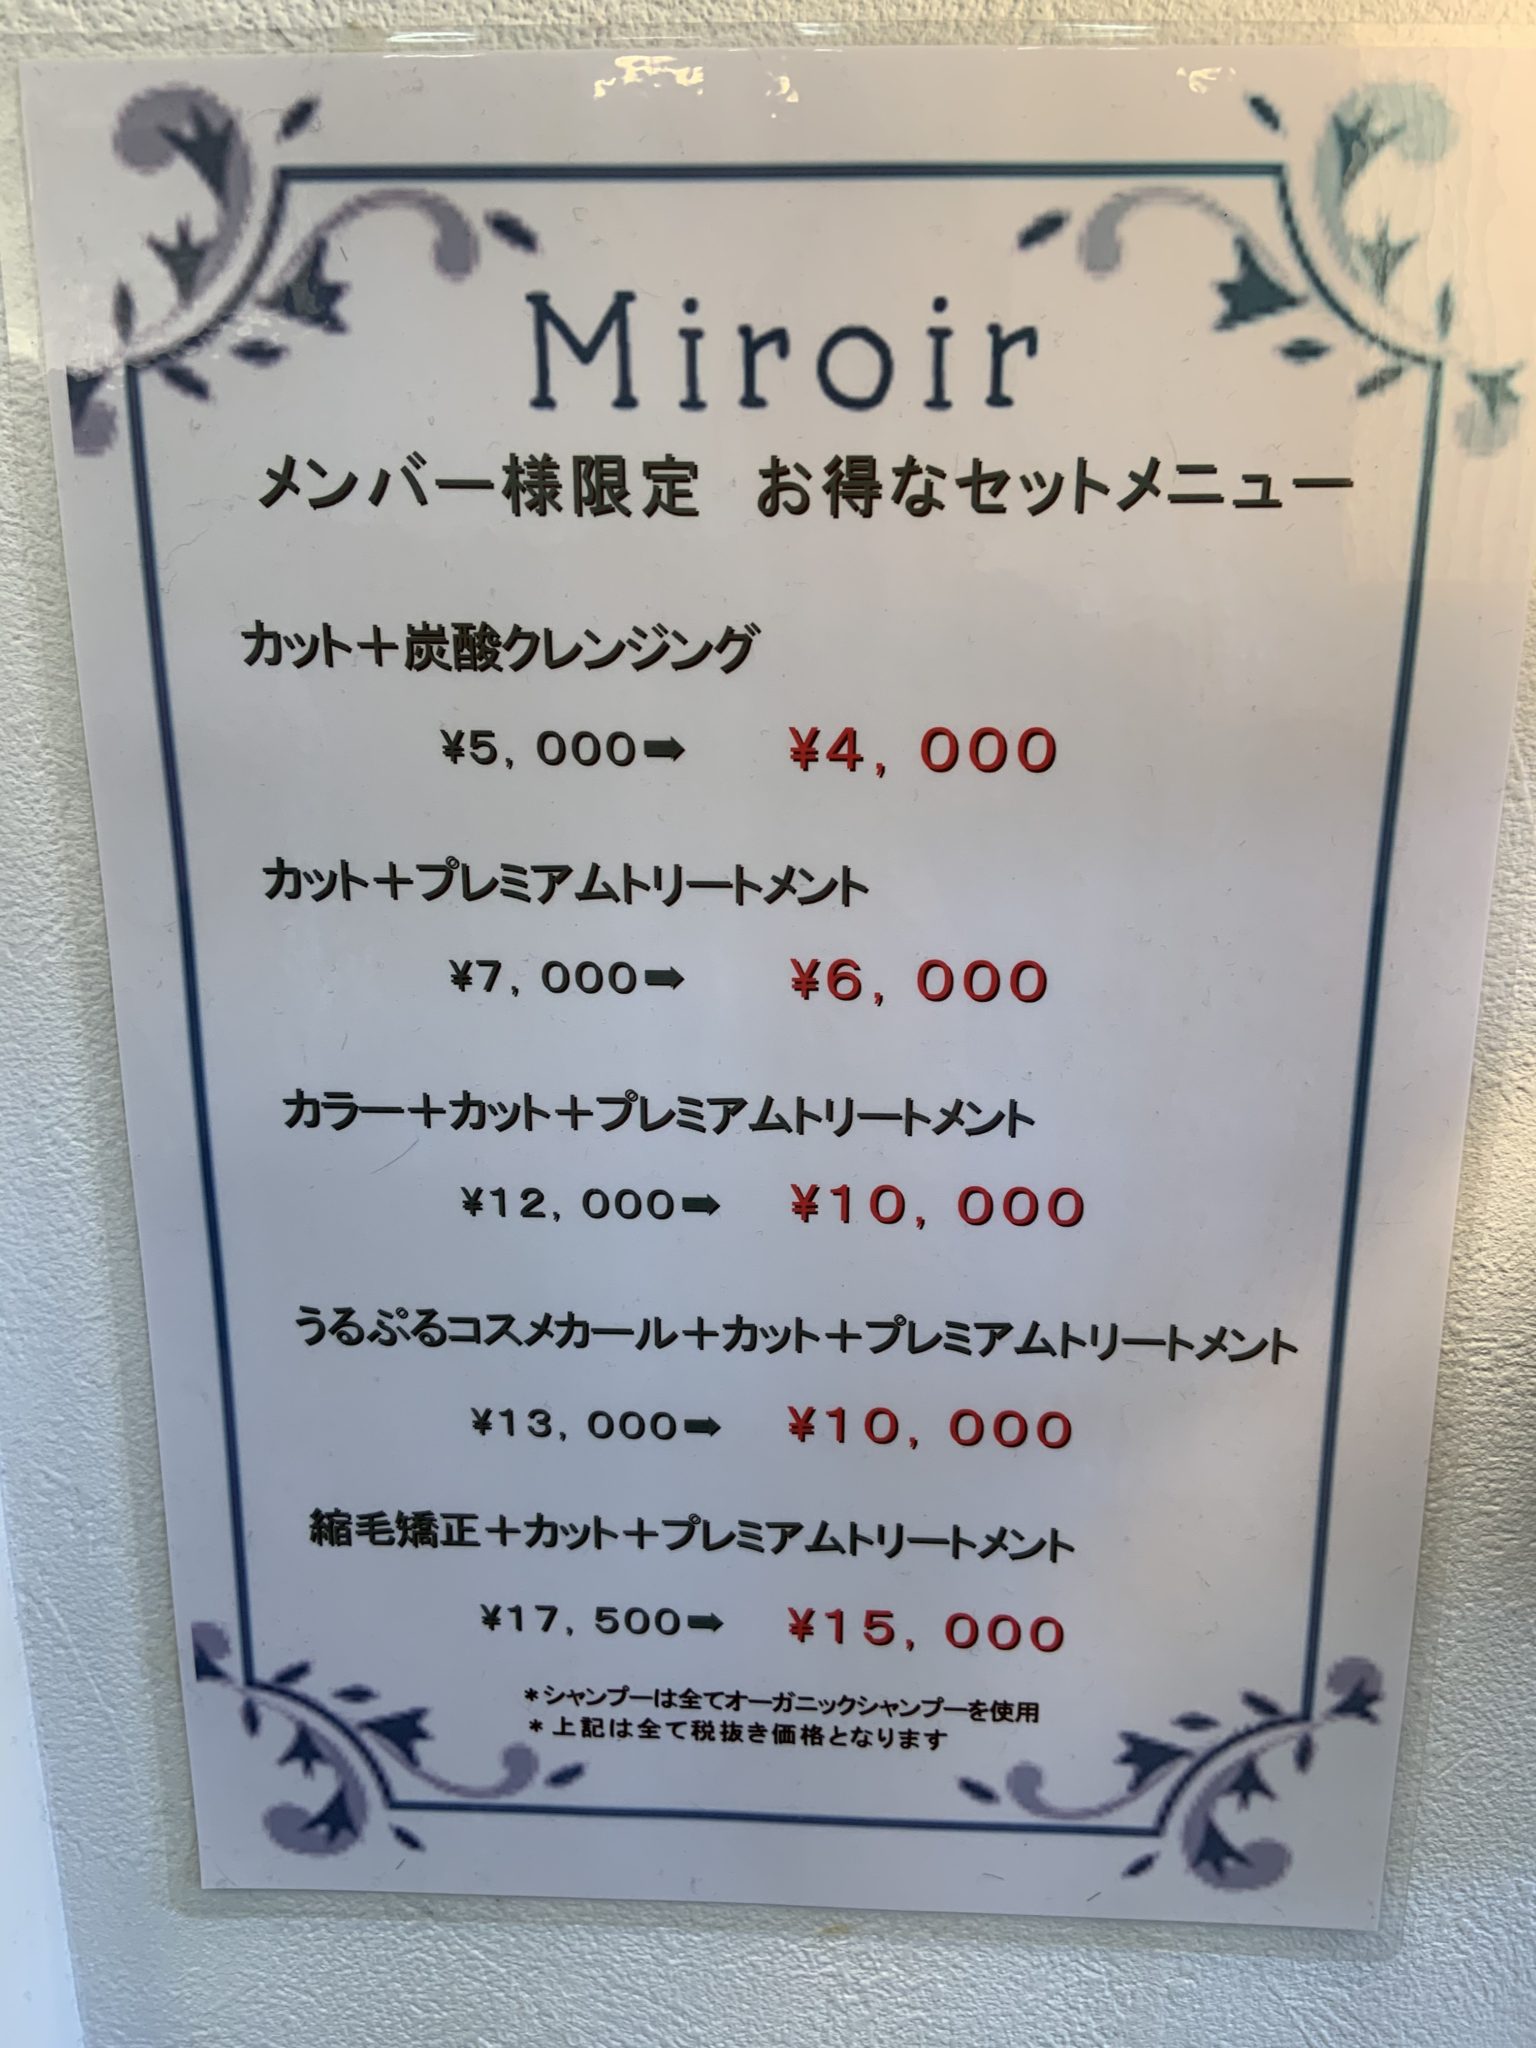 Miroir
メンバー様限定　お得なセットメニュー
カット＋炭酸クレンジング
¥5，000➡　¥4，000
カット＋プレミアムトリートメント
¥7，000➡　¥6，000
カラー＋カット＋プレミアムトリートメント
¥12，000➡　¥10，000
うるぷるコスメカール＋カット＋プレミアムトリートメント
¥13，000➡　¥10，000
縮毛矯正＋カット＋プレミアムトリートメント
¥17，500➡　¥15，000
＊シャンプーは全てオーガニックシャンプーを使用
＊上記は全て税抜き価格となります